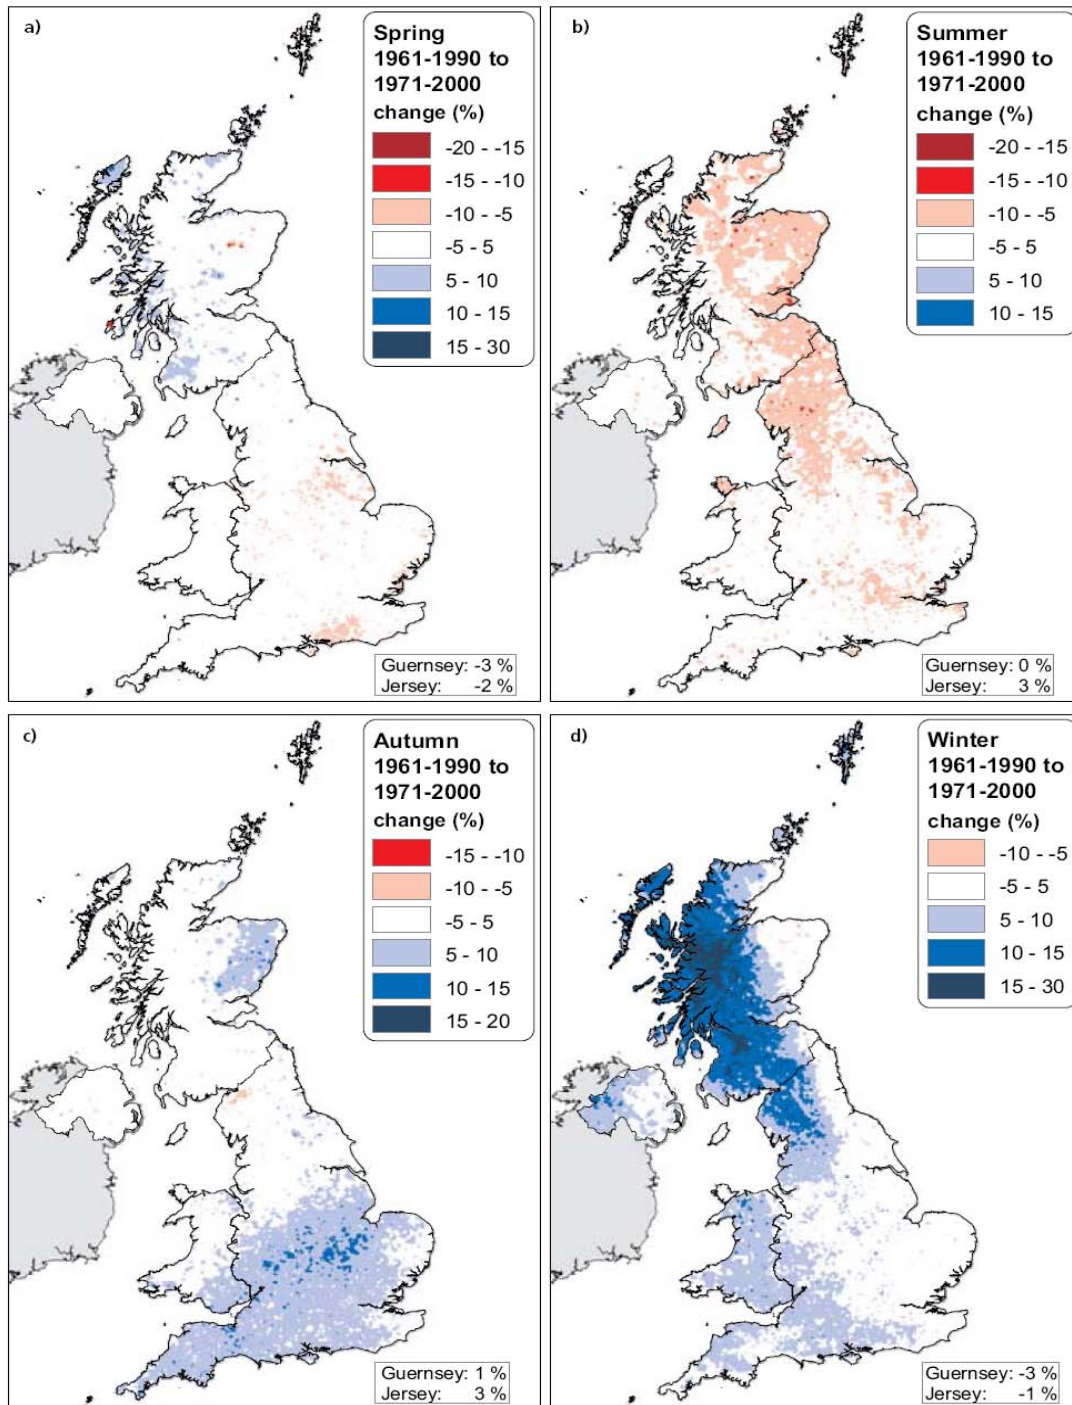 a)
Spring
1961-1990 to
1971-2000
change (%)
-20 - -15
-15 - -10
-10 - -5
-5 - 5
5 - 10
10 - 15
15 - 30
Guernsey: -3 %
Jersey: -2 %
b)
Summer
1961-1990 to
1971-2000
change (%)
-20 - -15
-15 - -10
-10 - -5
-5 - 5
5 - 10
10 - 15
Guernsey: 0 %
Jersey: 3 %
c)
Autumn
1961-1990 to
1971-2000
change (%)
-15 - -10
-10 - -5
-5 - 5
5 - 10
10 - 15
15 - 20
Guernsey: 1 %
Jersey: 3 %
d)
Winter
1961-1990 to
1971-2000
change (%)
-10 - -5
-5 - 5
5 - 10
10 - 15
15 - 30
Guernsey: -3 %
Jersey: -1 %